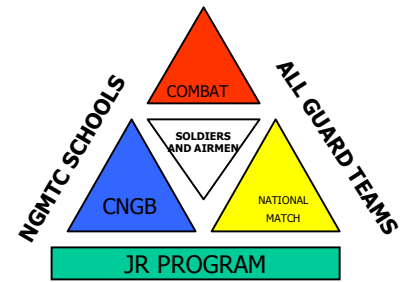 COMBAT
NGMTC SCHOOLS
ALL GUARD TEAMS
SOLDIERS
AND AIRMEN
CNGB
NATIONAL
MATCH
JR PROGRAM